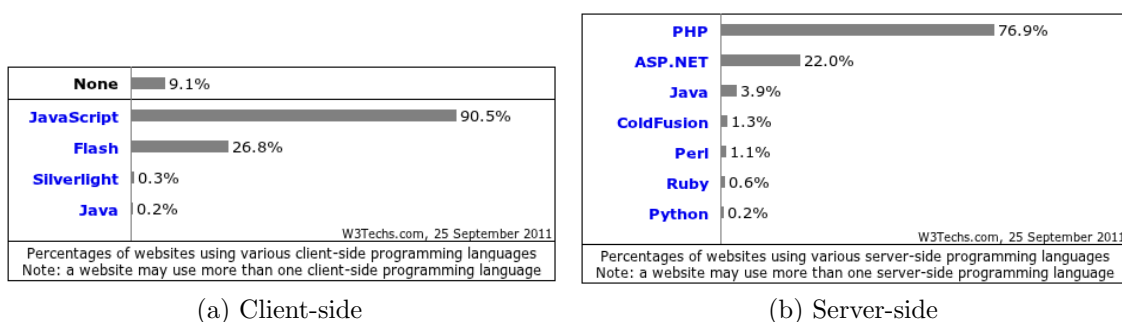 None 9.1%
JavaScript 90.5%
Flash 26.8%
Silverlight 0.3%
Java 0.2%
W3Techs.com, 25 September 2011
Percentages of websites using various client-side programming languages
Note: a website may use more than one client-side programming language
(a) Client-side
PHP 76.9%
ASP.NET 22.0%
Java 3.9%
ColdFusion 1.3%
Perl 1.1%
Ruby 0.6%
Python 0.2%
W3Techs.com, 25 September 2011
Percentages of websites using various server-side programming languages
Note: a website may use more than one server-side programming language
(b) Server-side